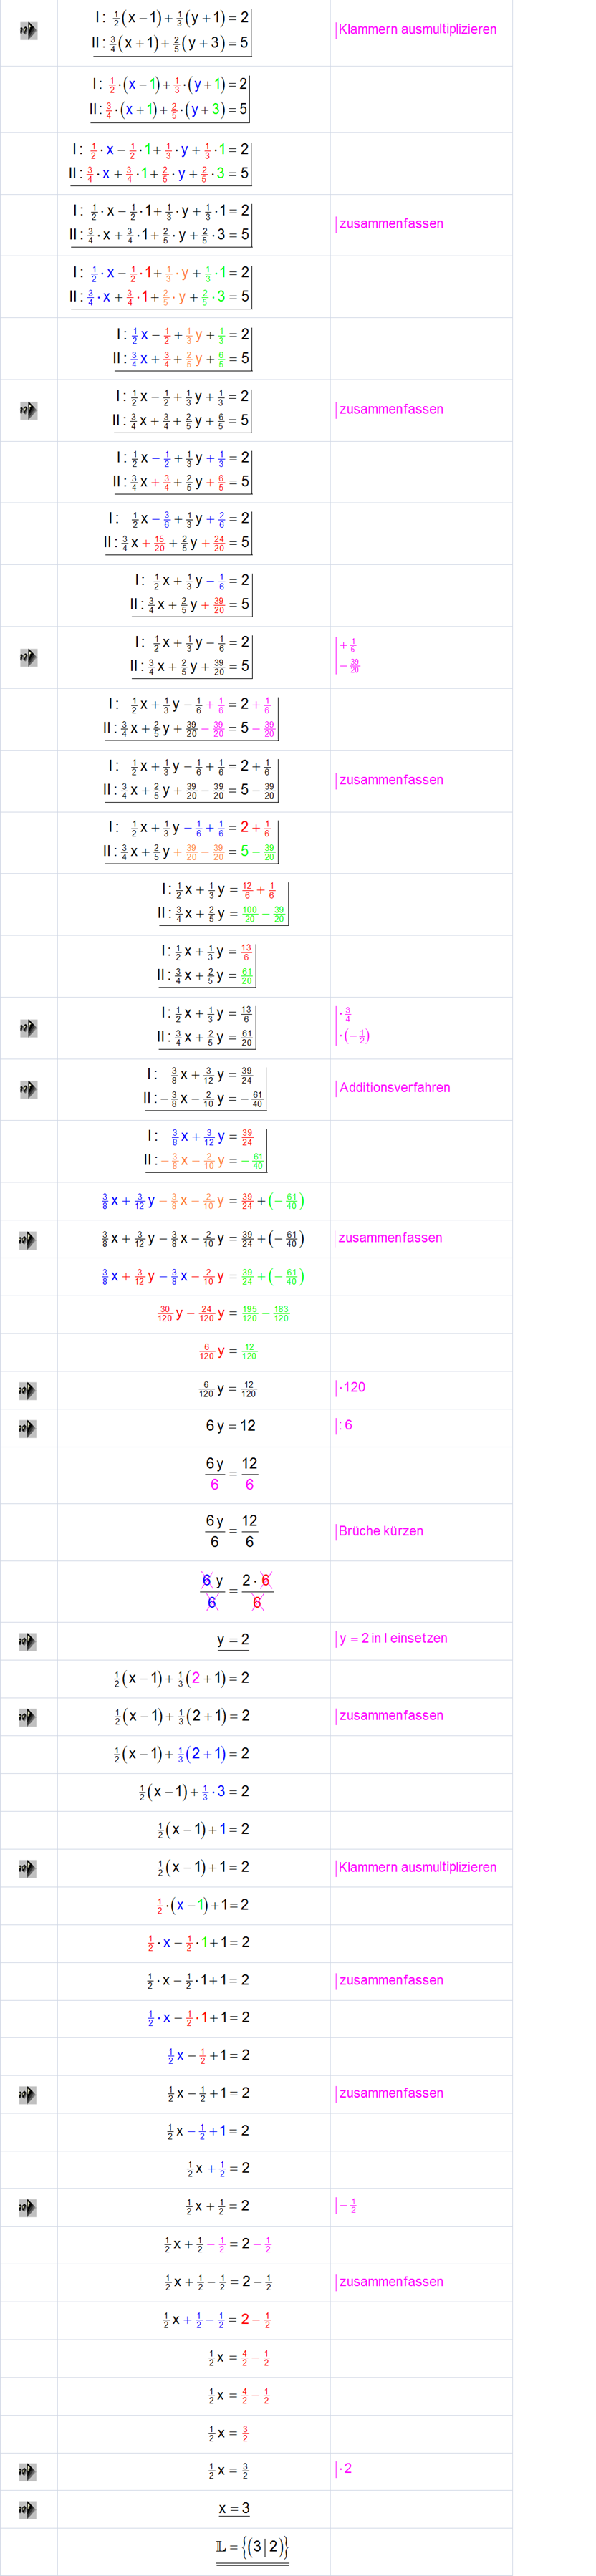 I: 1/2(x − 1) + 1/3(y + 1) = 2 |Klammern ausmultiplizieren
II: 3/4(x + 1) + 2/5(y + 3) = 5
I: 1/2·(x − 1) + 1/3·(y + 1) = 2
II: 3/4·(x + 1) + 2/5·(y + 3) = 5
I: 1/2·x − 1/2·1 + 1/3·y + 1/3·1 = 2
II: 3/4·x + 3/4·1 + 2/5·y + 2/5·3 = 5
I: 1/2·x − 1/2·1 + 1/3·y + 1/3·1 = 2 |zusammenfassen
II: 3/4·x + 3/4·1 + 2/5·y + 2/5·3 = 5
I: 1/2·x − 1/2·1 + 1/3·y + 1/3·1 = 2
II: 3/4·x + 3/4·1 + 2/5·y + 2/5·3 = 5
I: 1/2x − 1/2 + 1/3y + 1/3 = 2
II: 3/4x + 3/4 + 2/5y + 6/5 = 5
I: 1/2x − 1/2 + 1/3y + 1/3 = 2 |zusammenfassen
II: 3/4x + 3/4 + 2/5y + 6/5 = 5
I: 1/2x − 1/2 + 1/3y + 1/3 = 2
II: 3/4x + 3/4 + 2/5y + 6/5 = 5
I: 1/2x − 3/6 + 1/3y + 2/6 = 2
II: 3/4x + 15/20 + 2/5y + 24/20 = 5
I: 1/2x + 1/3y − 1/6 = 2
II: 3/4x + 2/5y + 39/20 = 5
I: 1/2x + 1/3y − 1/6 = 2 |+ 1/6
II: 3/4x + 2/5y + 39/20 = 5 |− 39/20
I: 1/2x + 1/3y − 1/6 + 1/6 = 2 + 1/6
II: 3/4x + 2/5y + 39/20 − 39/20 = 5 − 39/20
I: 1/2x + 1/3y − 1/6 + 1/6 = 2 + 1/6 |zusammenfassen
II: 3/4x + 2/5y + 39/20 − 39/20 = 5 − 39/20
I: 1/2x + 1/3y − 1/6 + 1/6 = 2 + 1/6
II: 3/4x + 2/5y + 39/20 − 39/20 = 5 − 39/20
I: 1/2x + 1/3y = 12/6 + 1/6
II: 3/4x + 2/5y = 100/20 − 39/20
I: 1/2x + 1/3y = 13/6
II: 3/4x + 2/5y = 61/20
I: 1/2x + 1/3y = 13/6 |· 3/4
II: 3/4x + 2/5y = 61/20 |·(− 1/2)
I: 3/8x + 3/12y = 39/24 |Additionsverfahren
II: − 3/8x − 2/10y = − 61/40
I: 3/8x + 3/12y = 39/24
II: − 3/8x − 2/10y = − 61/40
3/8x + 3/12y − 3/8x − 2/10y = 39/24 + (− 61/40)
3/8x + 3/12y − 3/8x − 2/10y = 39/24 + (− 61/40) |zusammenfassen
3/8x + 3/12y − 3/8x − 2/10y = 39/24 + (− 61/40)
30/120y − 24/120y = 195/120 − 183/120
6/120y = 12/120
6/120y = 12/120 |·120
6y = 12 |: 6
6y/6 = 12/6
6y/6 = 12/6 |Brüche kürzen
6y/6 = 2·6/6
y = 2 |y = 2 in I einsetzen
1/2(x − 1) + 1/3(2 + 1) = 2
1/2(x − 1) + 1/3(2 + 1) = 2 |zusammenfassen
1/2(x − 1) + 1/3(2 + 1) = 2
1/2(x − 1) + 1/3·3 = 2
1/2(x − 1) + 1 = 2
1/2(x − 1) + 1 = 2 |Klammern ausmultiplizieren
1/2·(x − 1) + 1 = 2
1/2·x − 1/2·1 + 1 = 2
1/2·x − 1/2·1 + 1 = 2 |zusammenfassen
1/2·x − 1/2·1 + 1 = 2
1/2x − 1/2 + 1 = 2
1/2x − 1/2 + 1 = 2 |zusammenfassen
1/2x − 1/2 + 1 = 2
1/2x + 1/2 = 2
1/2x + 1/2 = 2 |− 1/2
1/2x + 1/2 − 1/2 = 2 − 1/2
1/2x + 1/2 − 1/2 = 2 − 1/2 |zusammenfassen
1/2x + 1/2 − 1/2 = 2 − 1/2
1/2x = 4/2 − 1/2
1/2x = 4/2 − 1/2
1/2x = 3/2
1/2x = 3/2 |·2
x = 3
𝕃 = {(3|2)}